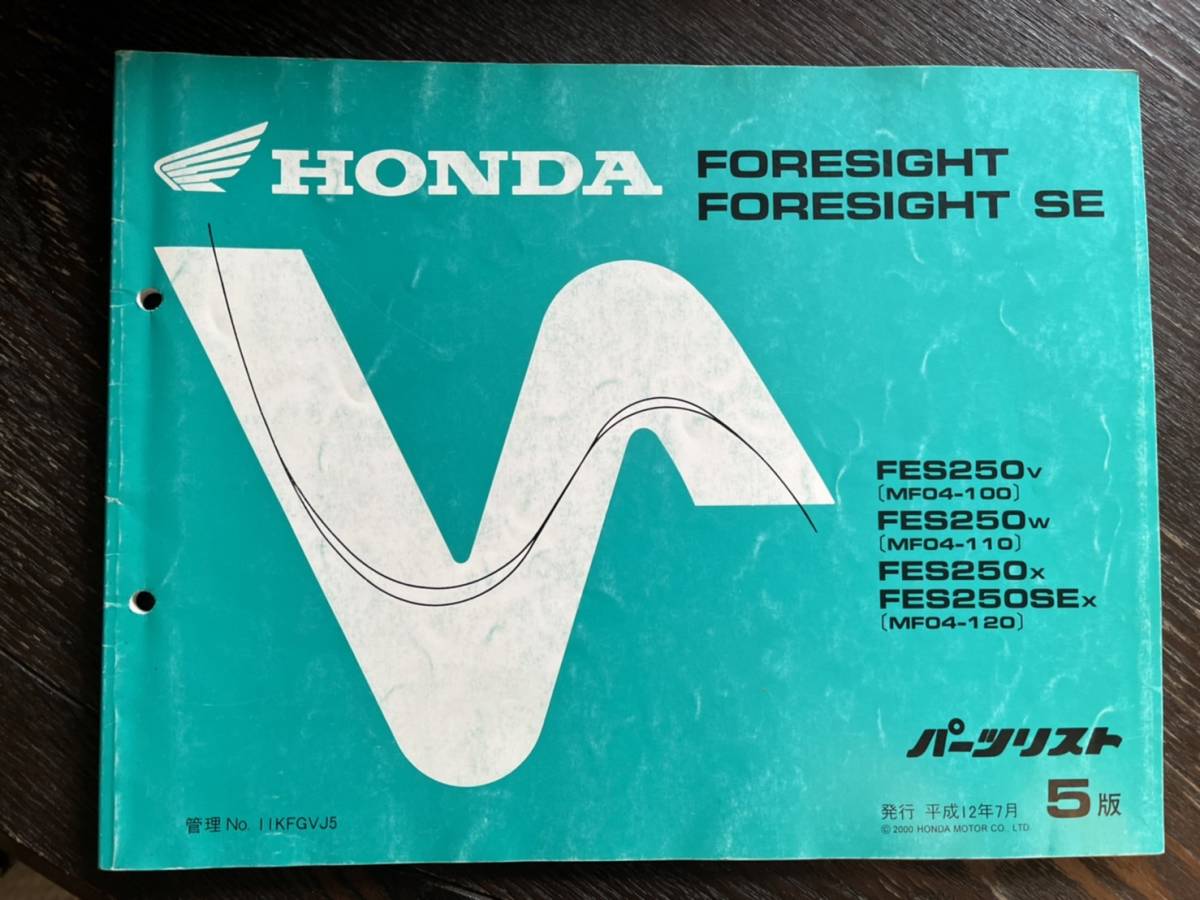 HONDA
FORESIGHT
FORESIGHT SE
FES250V
〔MF04-100〕
FES250W
〔MF04-110〕
FES250X
FES250SEX
〔MF04-120〕
パーツリスト
発行 平成12年7月 5版
© 2000 HONDA MOTOR CO., LTD.
管理 No. 11KFGVJ5